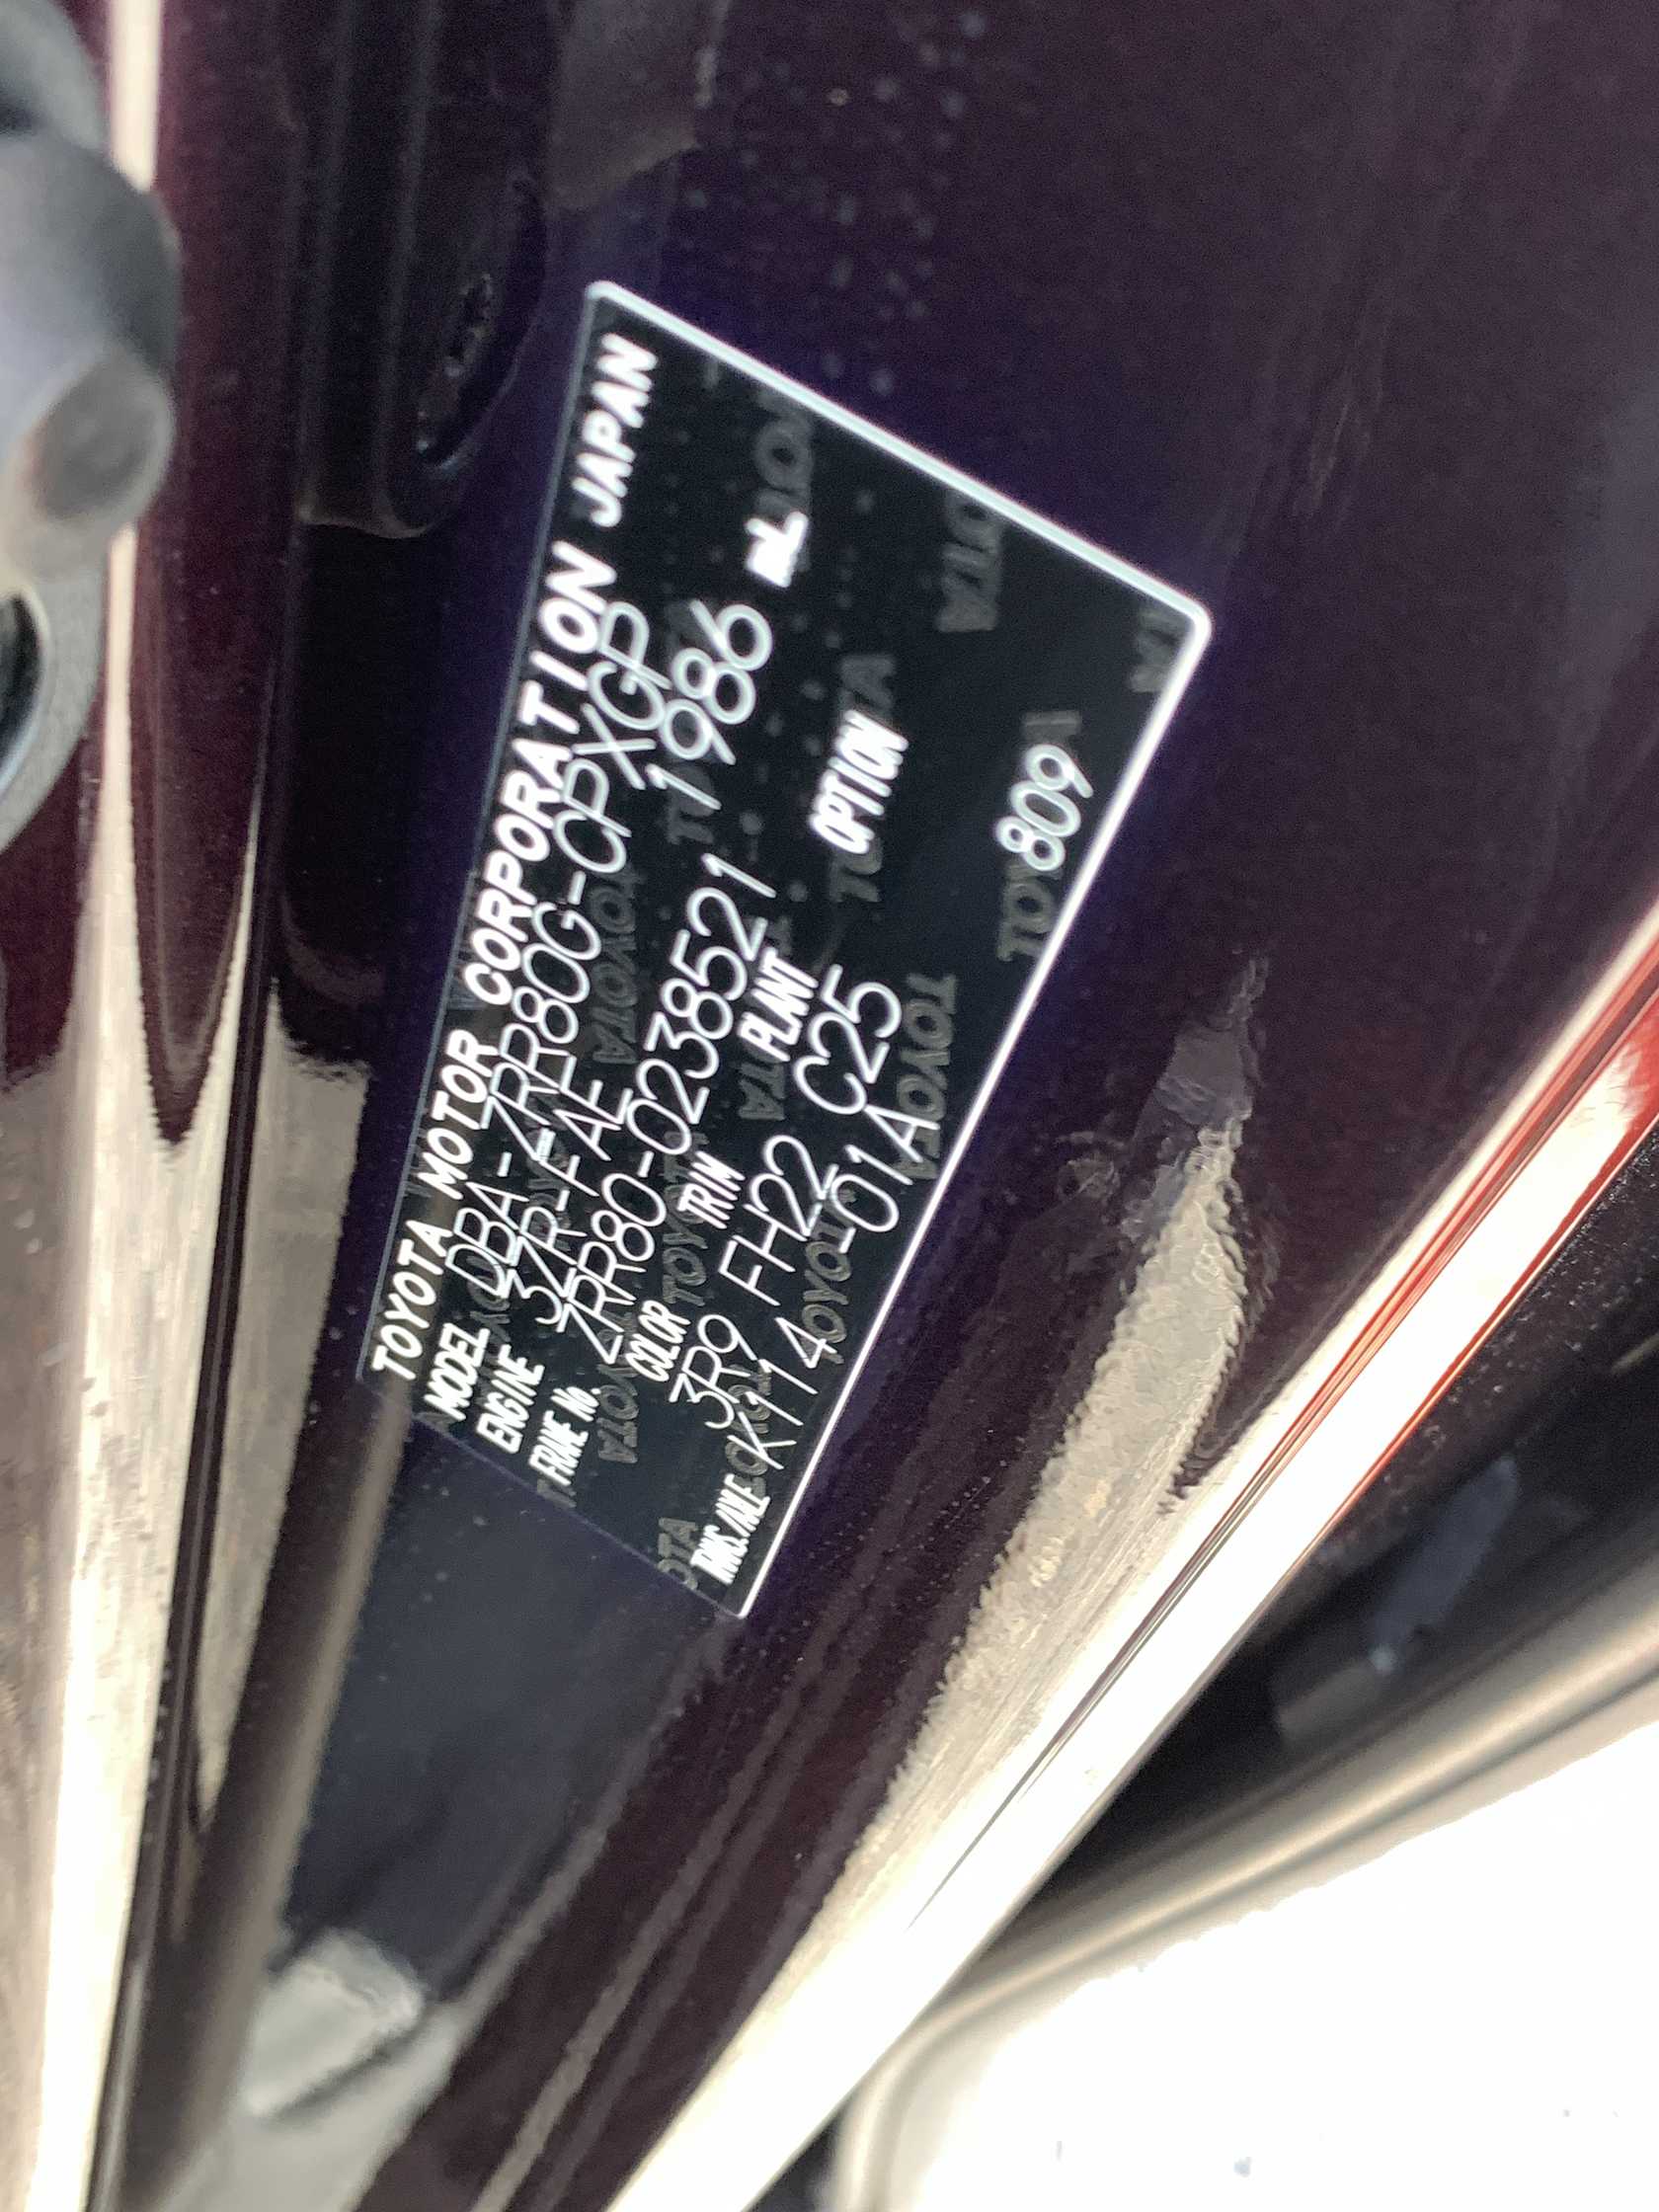 TOYOTA MOTOR CORPORATION JAPAN
MODEL DBA-ZRR80G-CPXGP
ENGINE 3ZR-FAE 1986 mL
FRAME No. ZRR80-0238521
COLOR TRIM PLANT OPTION
3R9 FH22 C25
TRANS./AXLE K114 -01A 809